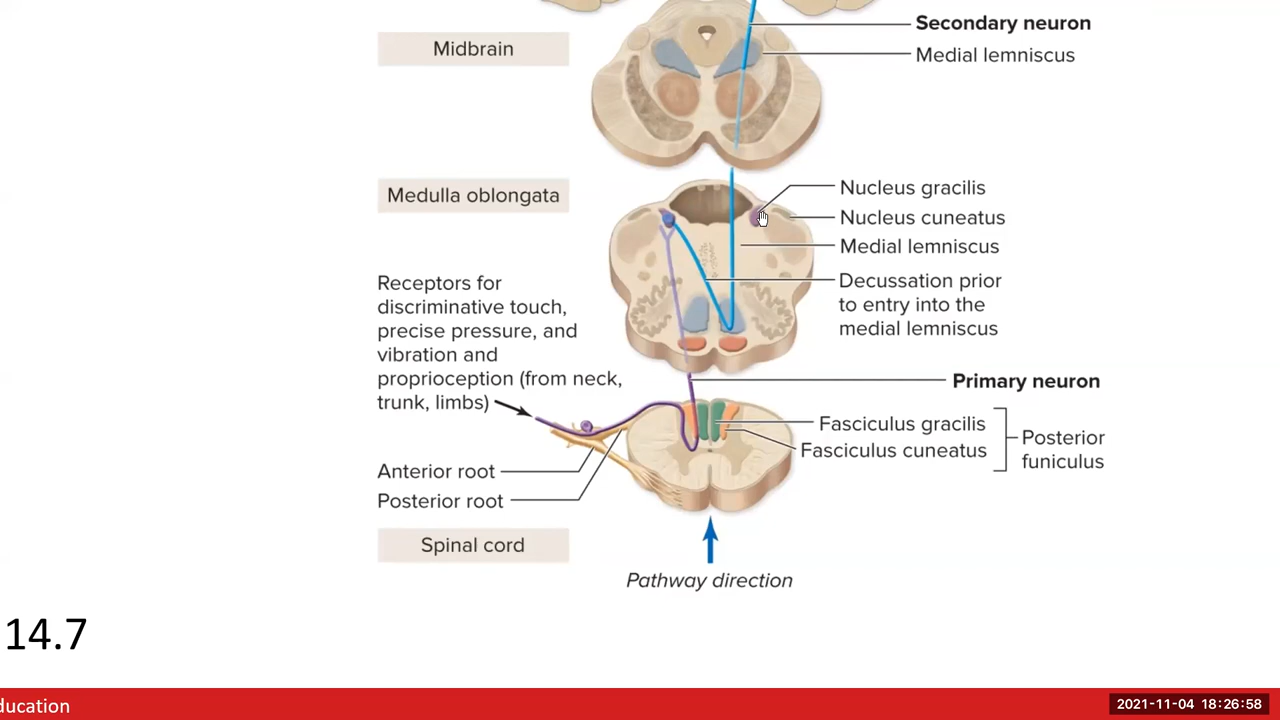 Secondary neuron
Midbrain
Medial lemniscus
Nucleus gracilis
Medulla oblongata
Nucleus cuneatus
Medial lemniscus
Decussation prior
to entry into the
medial lemniscus
Receptors for
discriminative touch,
precise pressure, and
vibration and
proprioception (from neck,
trunk, limbs)
Primary neuron
Fasciculus gracilis
Fasciculus cuneatus
Posterior
funiculus
Anterior root
Posterior root
Spinal cord
Pathway direction
14.7
ducation
2021-11-04 18:26:58